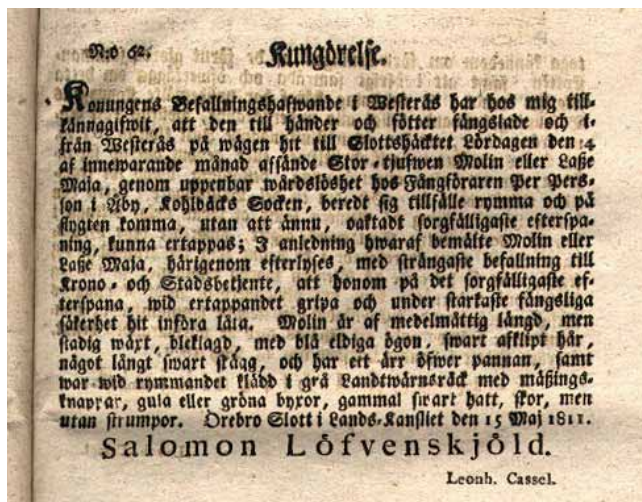 N:o 62. Kungörelse.
Konungens Befallningshafwande i Westerås har hos mig till-
kännagifwit, att den till händer och fötter fängslade och i-
från Westerås på wägen hit till Slottshäcktet Lördagen den 4
af innewarande månad afsände Stor-tjufwen Molin eller Laße
Maja, genom uppenbar wårdslöshet hos Fångföraren Per Pers-
son i Åby, Kohlbäcks Socken, beredt sig tillfälle rymma och på
flygten komma, utan att ännu, oaktadt sorgfälligaste efterspa-
ning, kunna ertappas; I anledning hwaraf bemälte Molin eller
Laße Maja, härigenom efterlyses, med strängaste befallning till
Krono- och Stadsbetjente, att honom på det sorgfälligaste ef-
terspana, wid ertappandet gripa och under starkaste fängsliga
säkerhet hit införa låta. Molin är af medelmåttig längd, men
stadig wäxt, bleklagd, med blå eldiga ögon, swart afklipt hår,
något långt swart skägg, och har ett ärr öfwer pannan, samt
war wid rymmandet klädd i grå Landtwärnsräck med mäßings-
knappar, gula eller gröna byxor, gammal swart hatt, skor, men
utan strumpor. Örebro Slott i Lands-Kansliet den 15 Maj 1811.
Salomon Löfvenskjöld.
Leonh. Cassel.